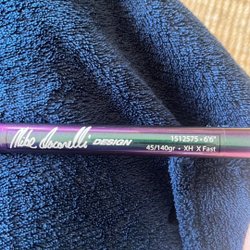 Mike Iaconelli DESIGN
1512575 • 6'6"
45/140gr • XH X Fast